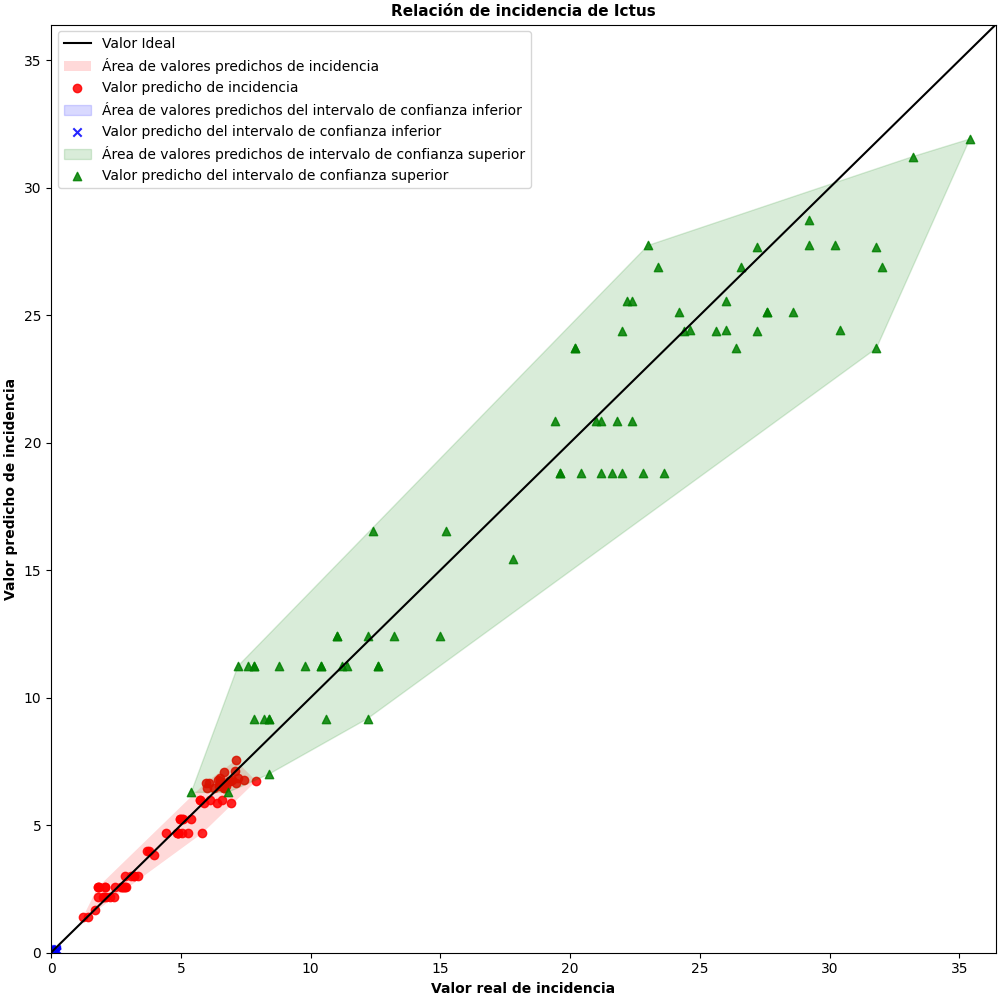 Relación de incidencia de Ictus
Valor Ideal
Área de valores predichos de incidencia
Valor predicho de incidencia
Área de valores predichos del intervalo de confianza inferior
Valor predicho del intervalo de confianza inferior
Área de valores predichos de intervalo de confianza superior
Valor predicho del intervalo de confianza superior
Valor predicho de incidencia
35
30
25
20
15
10
5
0
0 5 10 15 20 25 30 35
Valor real de incidencia